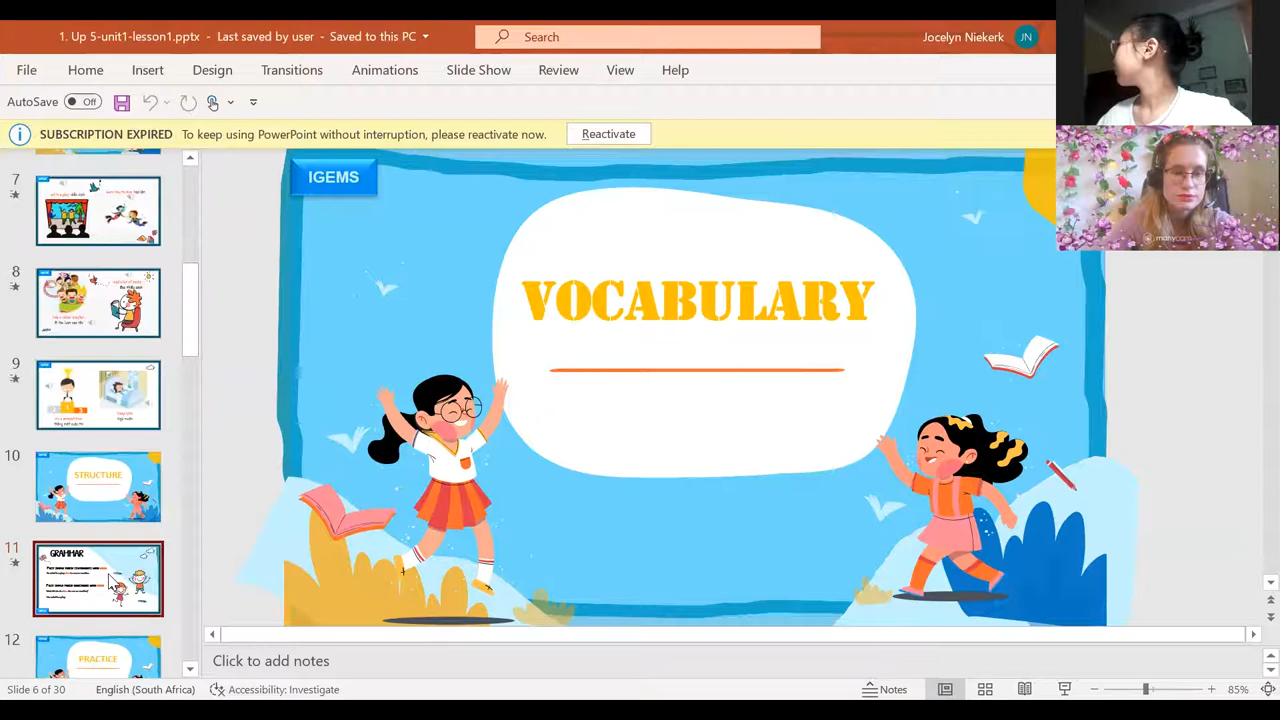 1. Up 5-unit1-lesson1.pptx - Last saved by user - Saved to this PC
Search
Jocelyn Niekerk JN
File Home Insert Design Transitions Animations Slide Show Review View Help
AutoSave Off
SUBSCRIPTION EXPIRED To keep using PowerPoint without interruption, please reactivate now. Reactivate
IGEMS
VOCABULARY
7
8
9
10
STRUCTURE
11
GRAMMAR
12
PRACTICE
manycam
Click to add notes
Slide 6 of 30 English (South Africa) Accessibility: Investigate Notes 85%